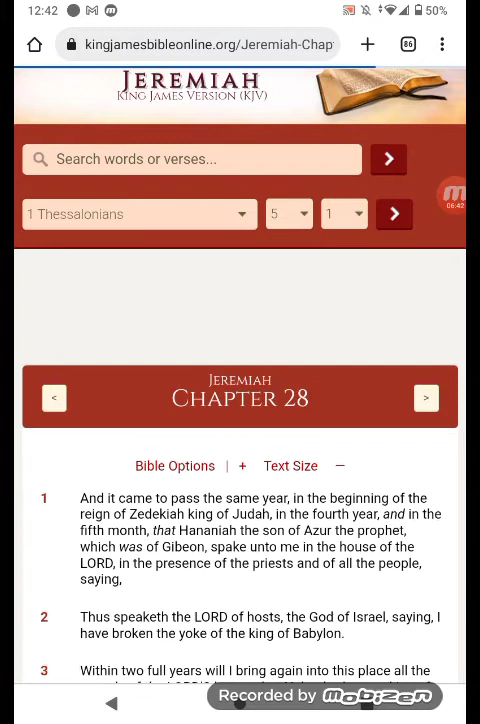 12:42
50%
kingjamesbibleonline.org/Jeremiah-Chap
86
JEREMIAH
KING JAMES VERSION (KJV)
Search words or verses...
06:42
1 Thessalonians 5 1
JEREMIAH
< CHAPTER 28 >
Bible Options | + Text Size —
1 And it came to pass the same year, in the beginning of the
reign of Zedekiah king of Judah, in the fourth year, and in the
fifth month, that Hananiah the son of Azur the prophet,
which was of Gibeon, spake unto me in the house of the
LORD, in the presence of the priests and of all the people,
saying,
2 Thus speaketh the LORD of hosts, the God of Israel, saying, I
have broken the yoke of the king of Babylon.
3 Within two full years will I bring again into this place all the
Recorded by mobizen